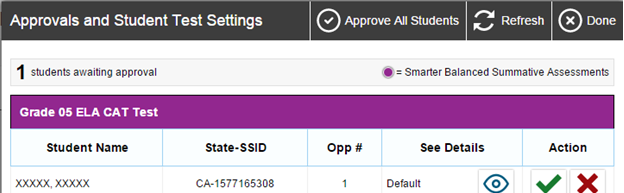 Approvals and Student Test Settings Approve All Students Refresh Done
1 students awaiting approval = Smarter Balanced Summative Assessments
Grade 05 ELA CAT Test
Student Name State-SSID Opp # See Details Action
XXXXX, XXXXX CA-1577165308 1 Default